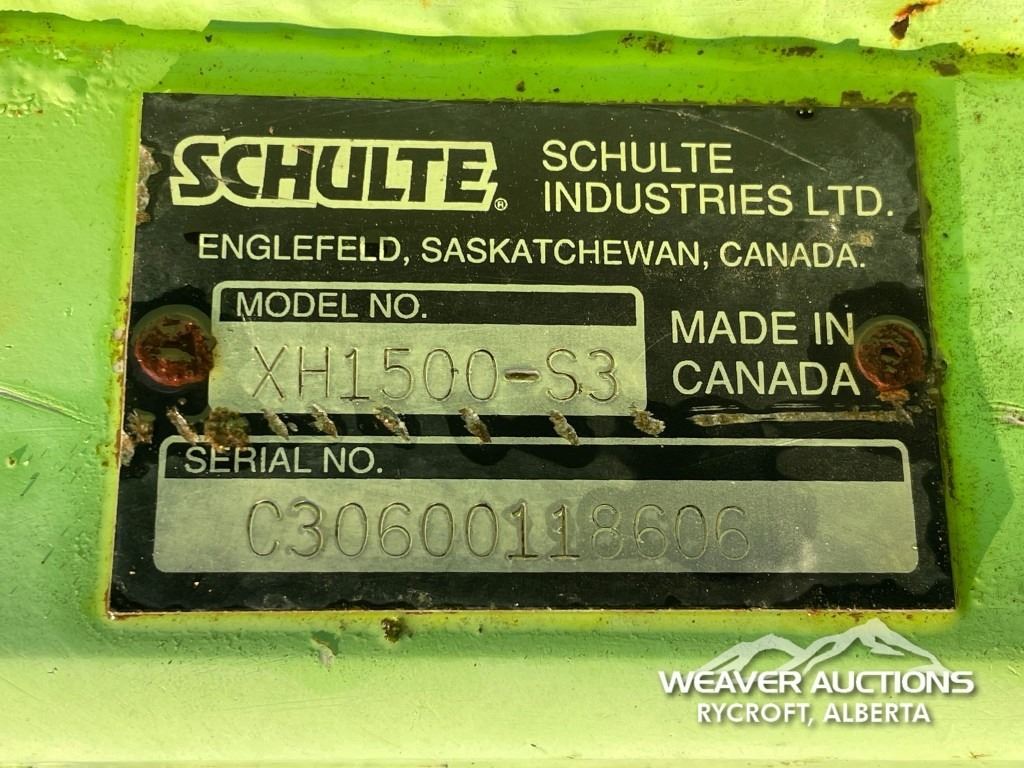 SCHULTE®
SCHULTE
INDUSTRIES LTD.
ENGLEFELD, SASKATCHEWAN, CANADA.
MODEL NO.
XH1500-S3
MADE IN
CANADA
SERIAL NO.
C30600118606
WEAVER AUCTIONS
RYCROFT, ALBERTA